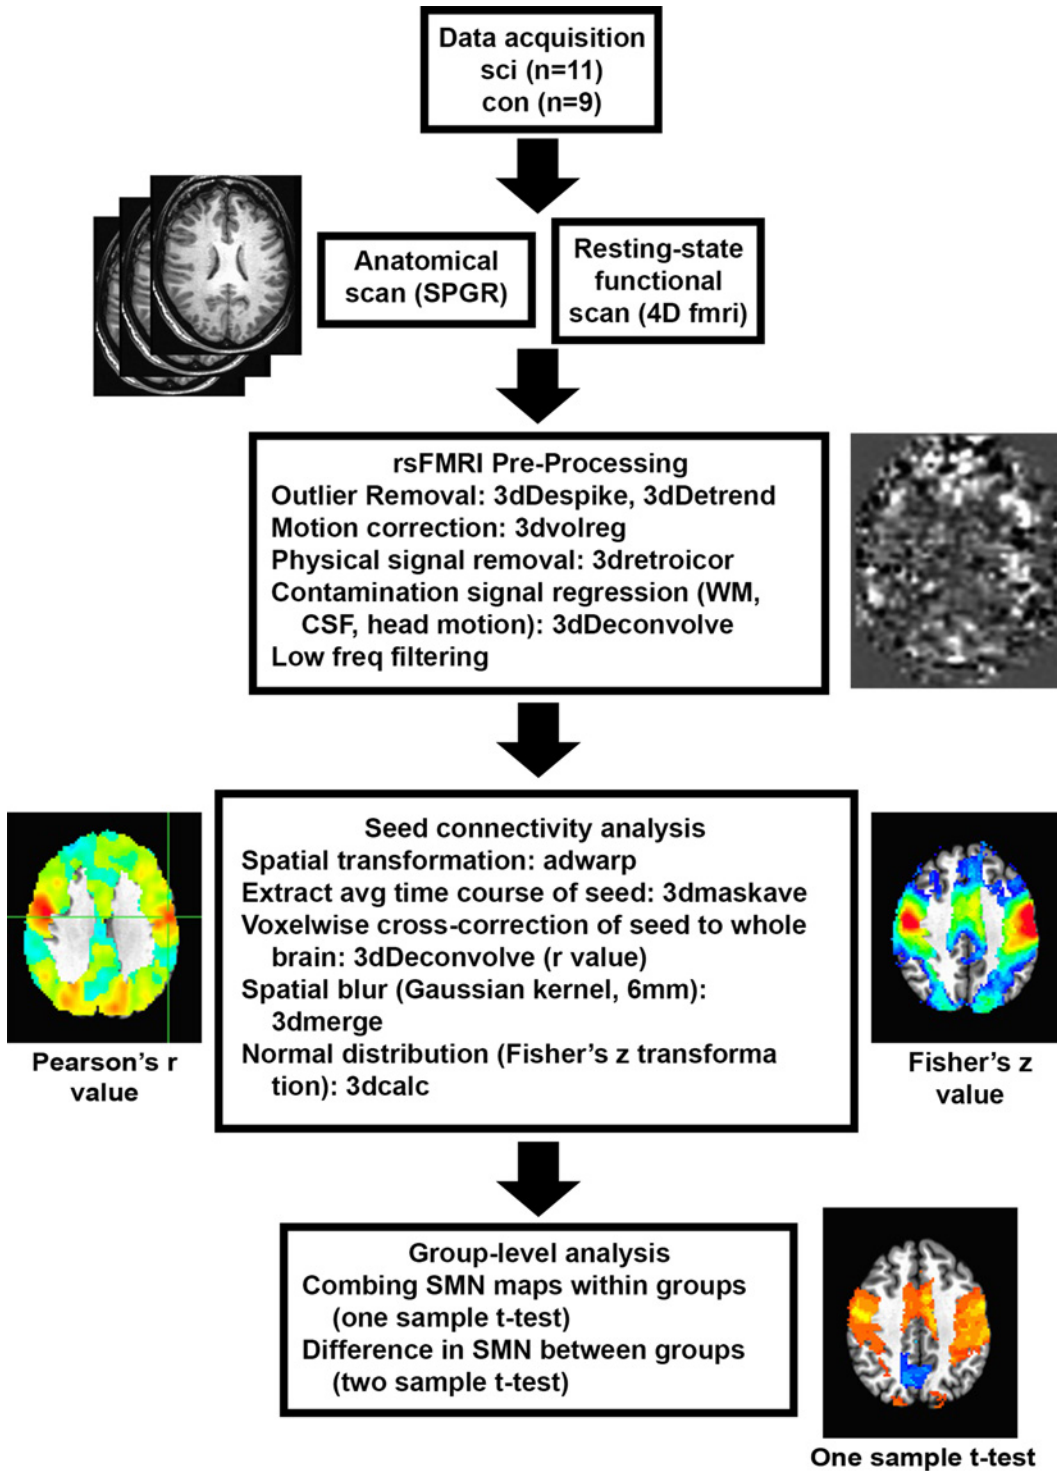 Data acquisition
sci (n=11)
con (n=9)
Anatomical
scan (SPGR)
Resting-state
functional
scan (4D fmri)
rsFMRI Pre-Processing
Outlier Removal: 3dDespike, 3dDetrend
Motion correction: 3dvolreg
Physical signal removal: 3dretroicor
Contamination signal regression (WM,
CSF, head motion): 3dDeconvolve
Low freq filtering
Seed connectivity analysis
Spatial transformation: adwarp
Extract avg time course of seed: 3dmaskave
Voxelwise cross-correction of seed to whole
brain: 3dDeconvolve (r value)
Spatial blur (Gaussian kernel, 6mm):
3dmerge
Normal distribution (Fisher's z transforma
tion): 3dcalc
Pearson's r
value
Fisher's z
value
Group-level analysis
Combing SMN maps within groups
(one sample t-test)
Difference in SMN between groups
(two sample t-test)
One sample t-test